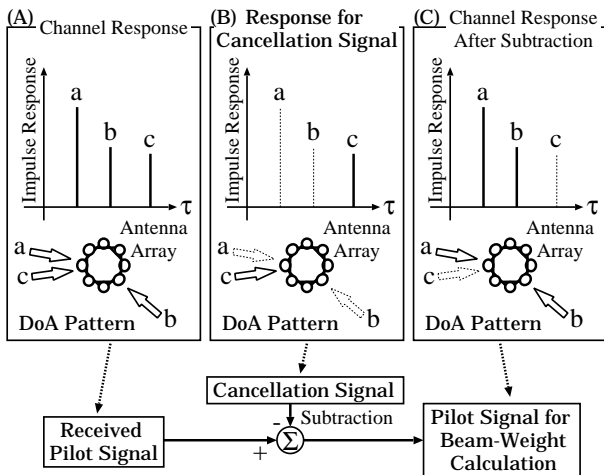 (A)
Channel Response
Impulse Response
a
b
c
τ
Antenna
Array
a
c
b
DoA Pattern
(B) Response for
Cancellation Signal
Impulse Response
a
b
c
τ
Antenna
Array
a
c
b
DoA Pattern
(C) Channel Response
After Subtraction
Impulse Response
a
b
c
τ
Antenna
Array
a
c
b
DoA Pattern
Cancellation Signal
- Subtraction
Received
Pilot Signal
+
Σ
Pilot Signal for
Beam-Weight
Calculation